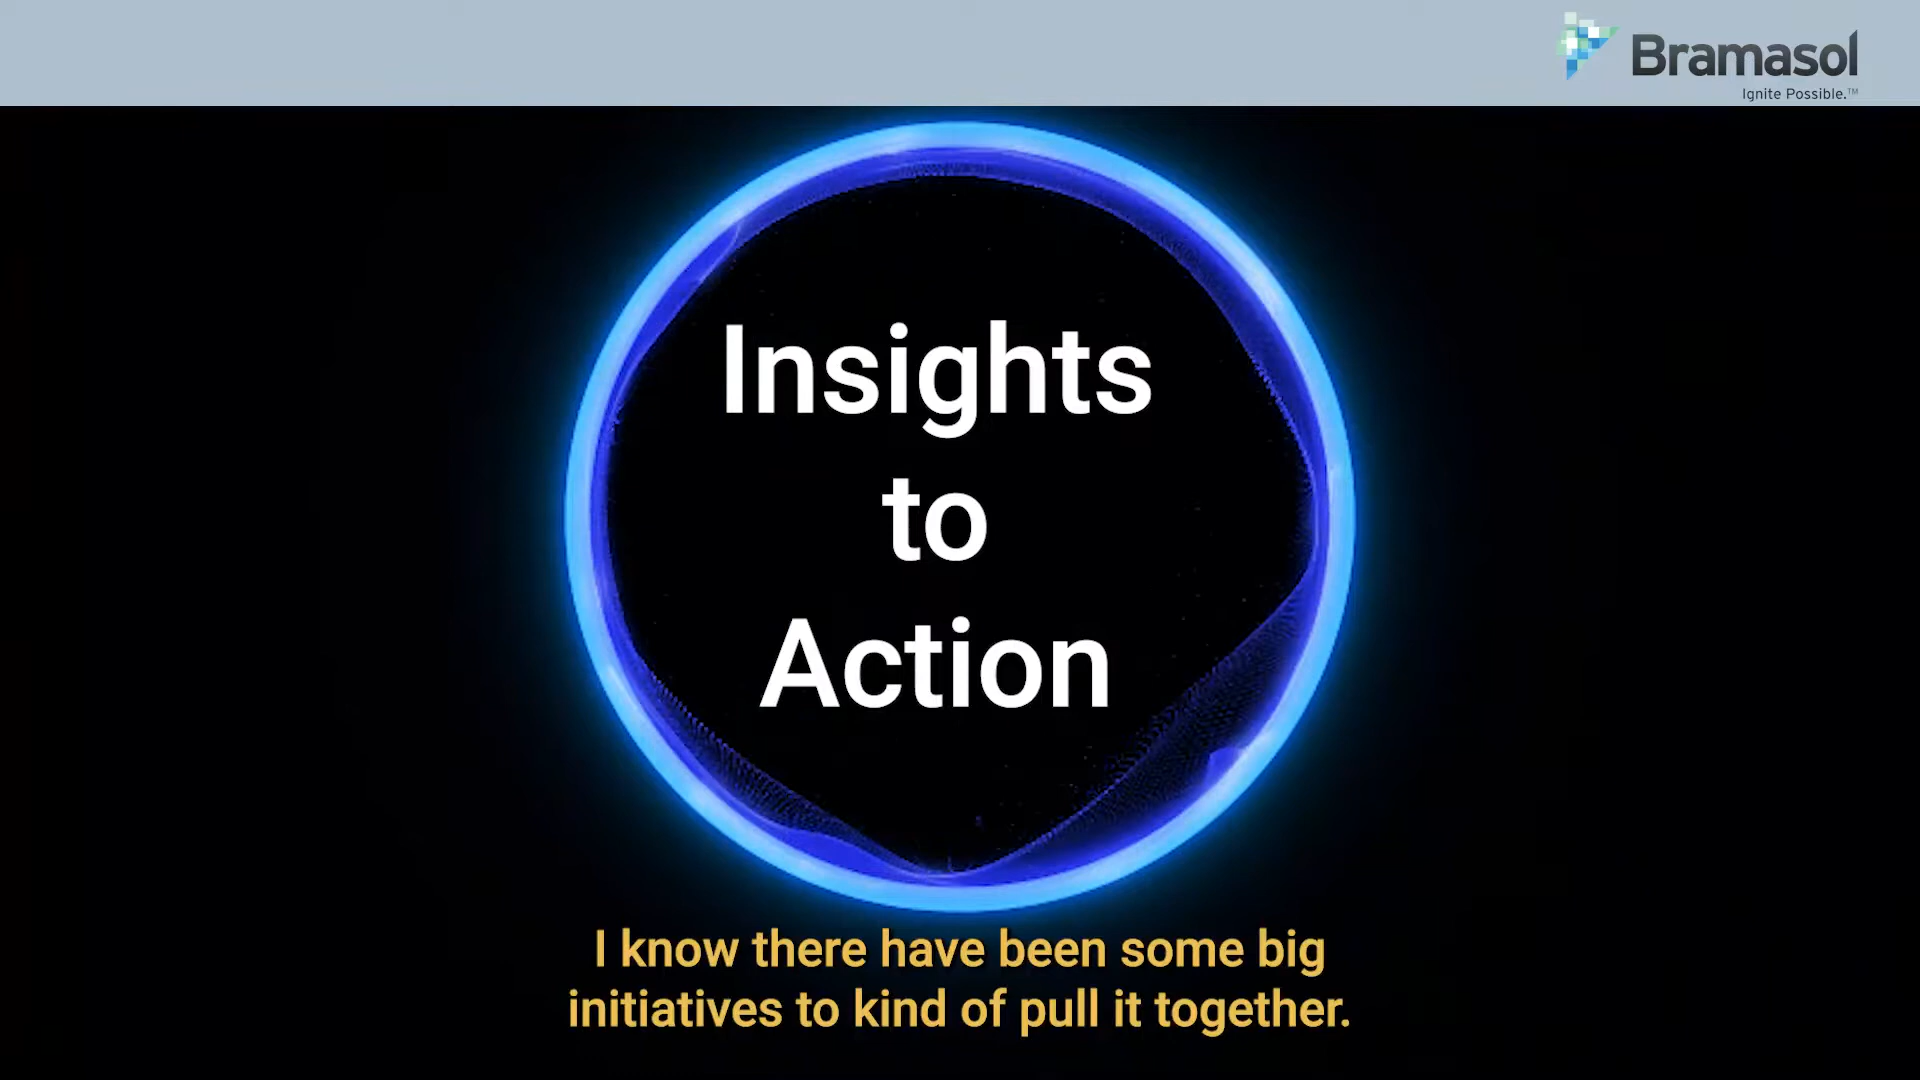 Bramasol
Ignite Possible.™
Insights
to
Action
I know there have been some big
initiatives to kind of pull it together.